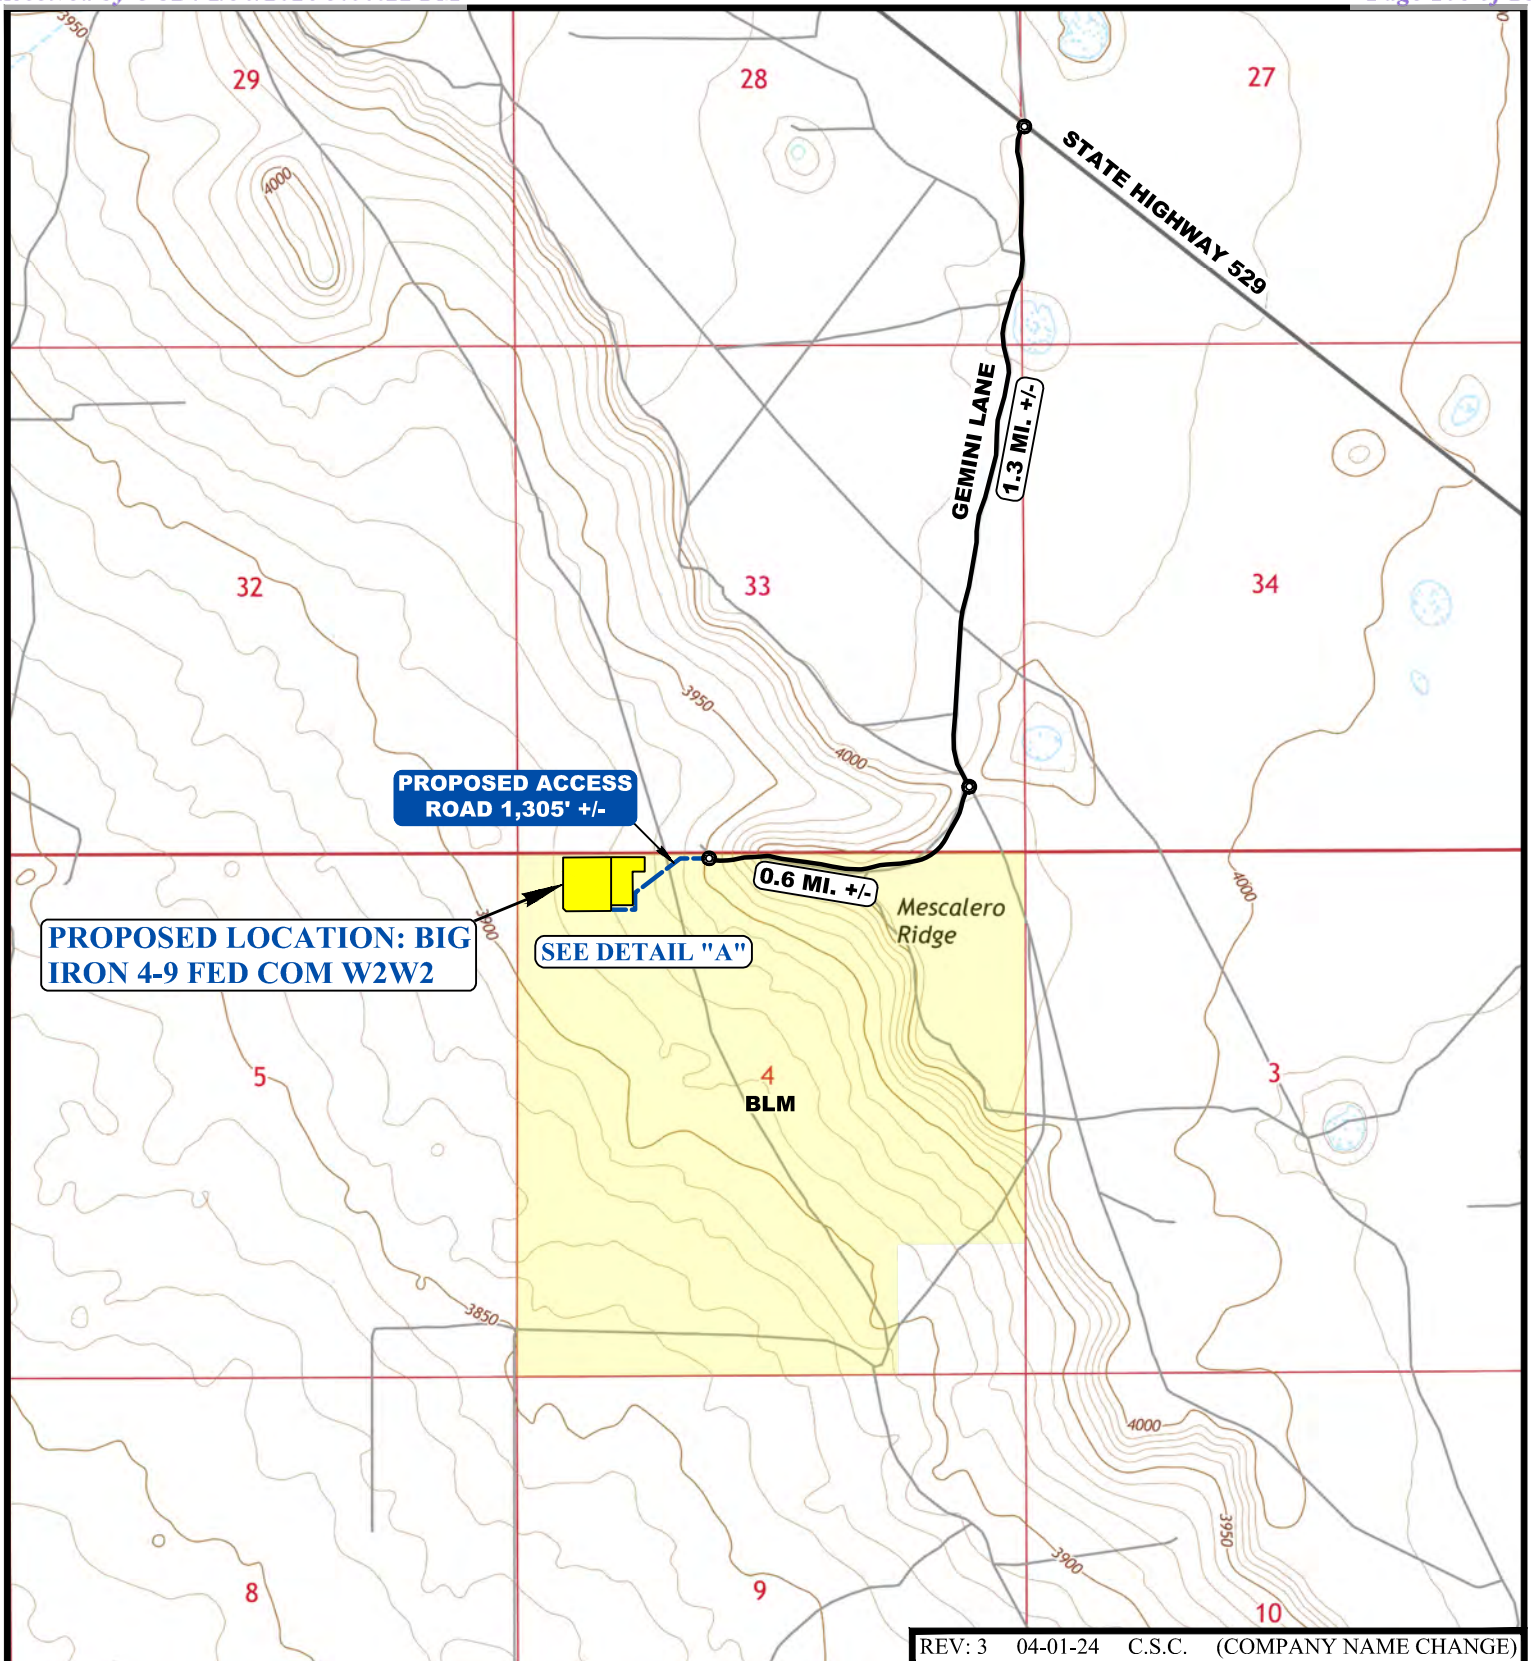 3950
29
28
27
4000
STATE HIGHWAY 529
GEMINI LANE
1.3 MI. +/-
32
33
34
3950
4000
PROPOSED ACCESS
ROAD 1,305' +/-
0.6 MI. +/-
4000
PROPOSED LOCATION: BIG
IRON 4-9 FED COM W2W2
3900
SEE DETAIL "A"
Mescalero
Ridge
5
4
BLM
3
3850
4000
3950
3900
8
9
10
REV: 3 04-01-24 C.S.C. (COMPANY NAME CHANGE)